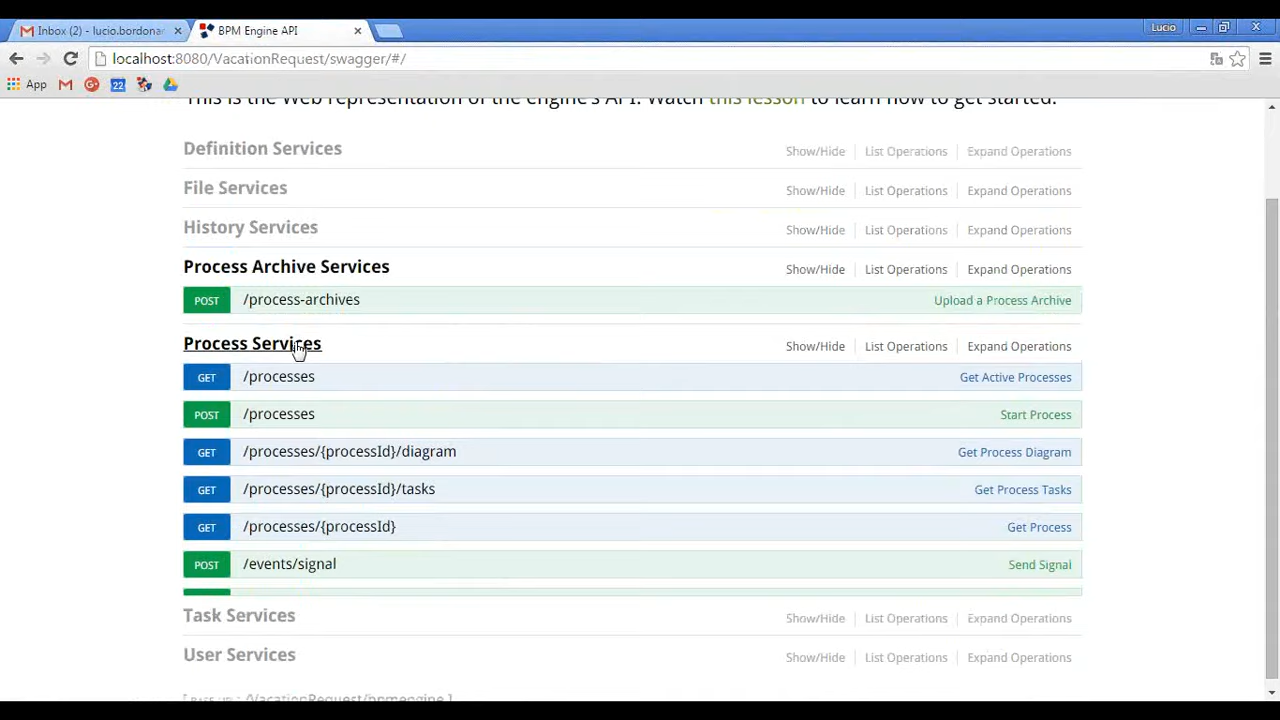 Inbox (2) - lucio.bordonar
BPM Engine API
Lucio
localhost:8080/VacationRequest/swagger/#/
App
22
This is the Web representation of the engine's API. Watch this lesson to learn how to get started.
Definition Services Show/Hide List Operations Expand Operations
File Services Show/Hide List Operations Expand Operations
History Services Show/Hide List Operations Expand Operations
Process Archive Services Show/Hide List Operations Expand Operations
POST /process-archives Upload a Process Archive
Process Services Show/Hide List Operations Expand Operations
GET /processes Get Active Processes
POST /processes Start Process
GET /processes/{processId}/diagram Get Process Diagram
GET /processes/{processId}/tasks Get Process Tasks
GET /processes/{processId} Get Process
POST /events/signal Send Signal
Task Services Show/Hide List Operations Expand Operations
User Services Show/Hide List Operations Expand Operations
[ BASE URL: /VacationRequest/bpmengine ]